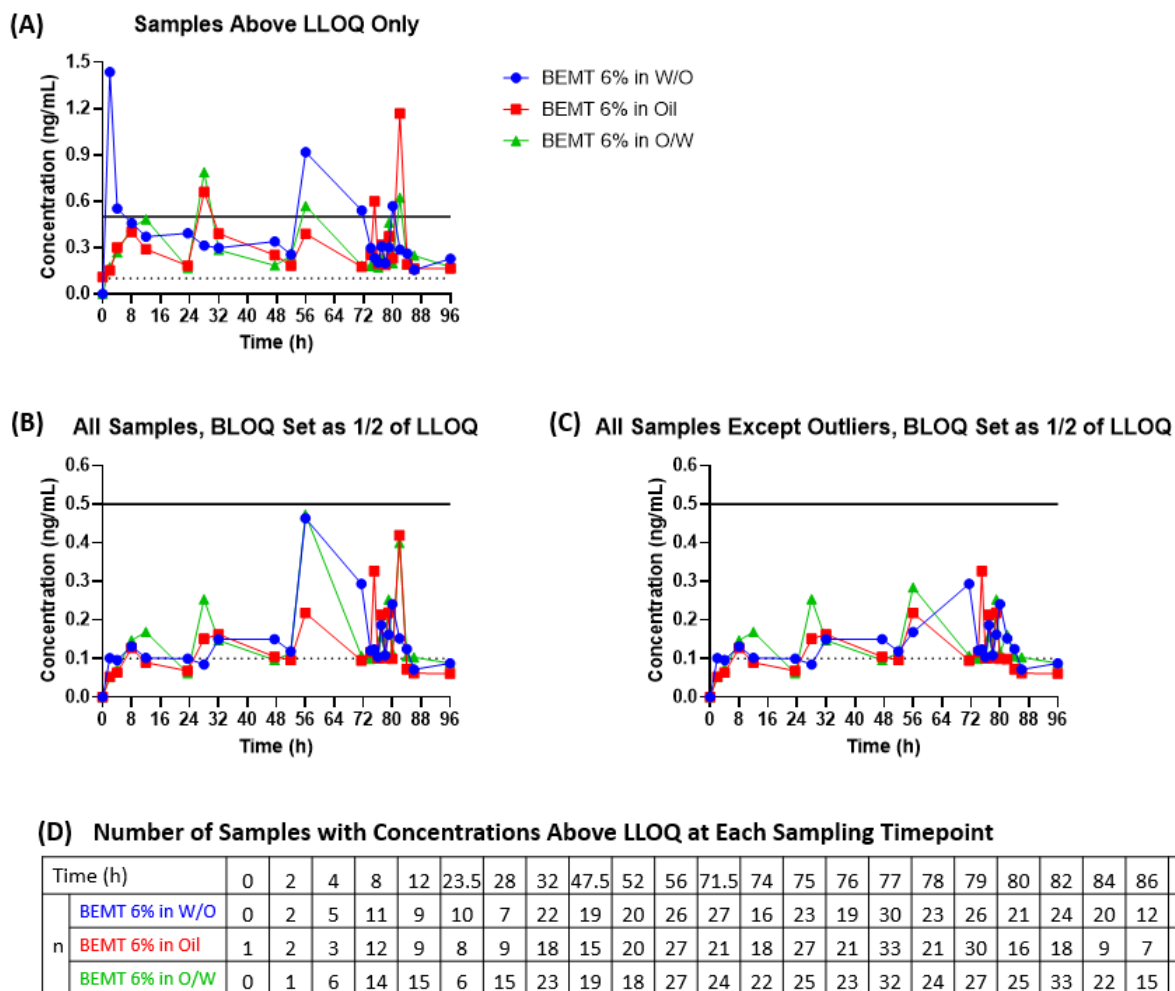 (A) Samples Above LLOQ Only
1.5
1.2
0.9
0.6
0.3
0.0
Concentration (ng/mL)
0 8 16 24 32 40 48 56 64 72 80 88 96
Time (h)
BEMT 6% in W/O
BEMT 6% in Oil
BEMT 6% in O/W
(B) All Samples, BLOQ Set as 1/2 of LLOQ
0.6
0.5
0.4
0.3
0.2
0.1
0.0
Concentration (ng/mL)
0 8 16 24 32 40 48 56 64 72 80 88 96
Time (h)
(C) All Samples Except Outliers, BLOQ Set as 1/2 of LLOQ
0.6
0.5
0.4
0.3
0.2
0.1
0.0
Concentration (ng/mL)
0 8 16 24 32 40 48 56 64 72 80 88 96
Time (h)
(D) Number of Samples with Concentrations Above LLOQ at Each Sampling Timepoint
Time (h) 0 2 4 8 12 23.5 28 32 47.5 52 56 71.5 74 75 76 77 78 79 80 82 84 86
n
BEMT 6% in W/O 0 2 5 11 9 10 7 22 19 20 26 27 16 23 19 30 23 26 21 24 20 12
BEMT 6% in Oil 1 2 3 12 9 8 9 18 15 20 27 21 18 27 21 33 21 30 16 18 9 7
BEMT 6% in O/W 0 1 6 14 15 6 15 23 19 18 27 24 22 25 23 32 24 27 25 33 22 15